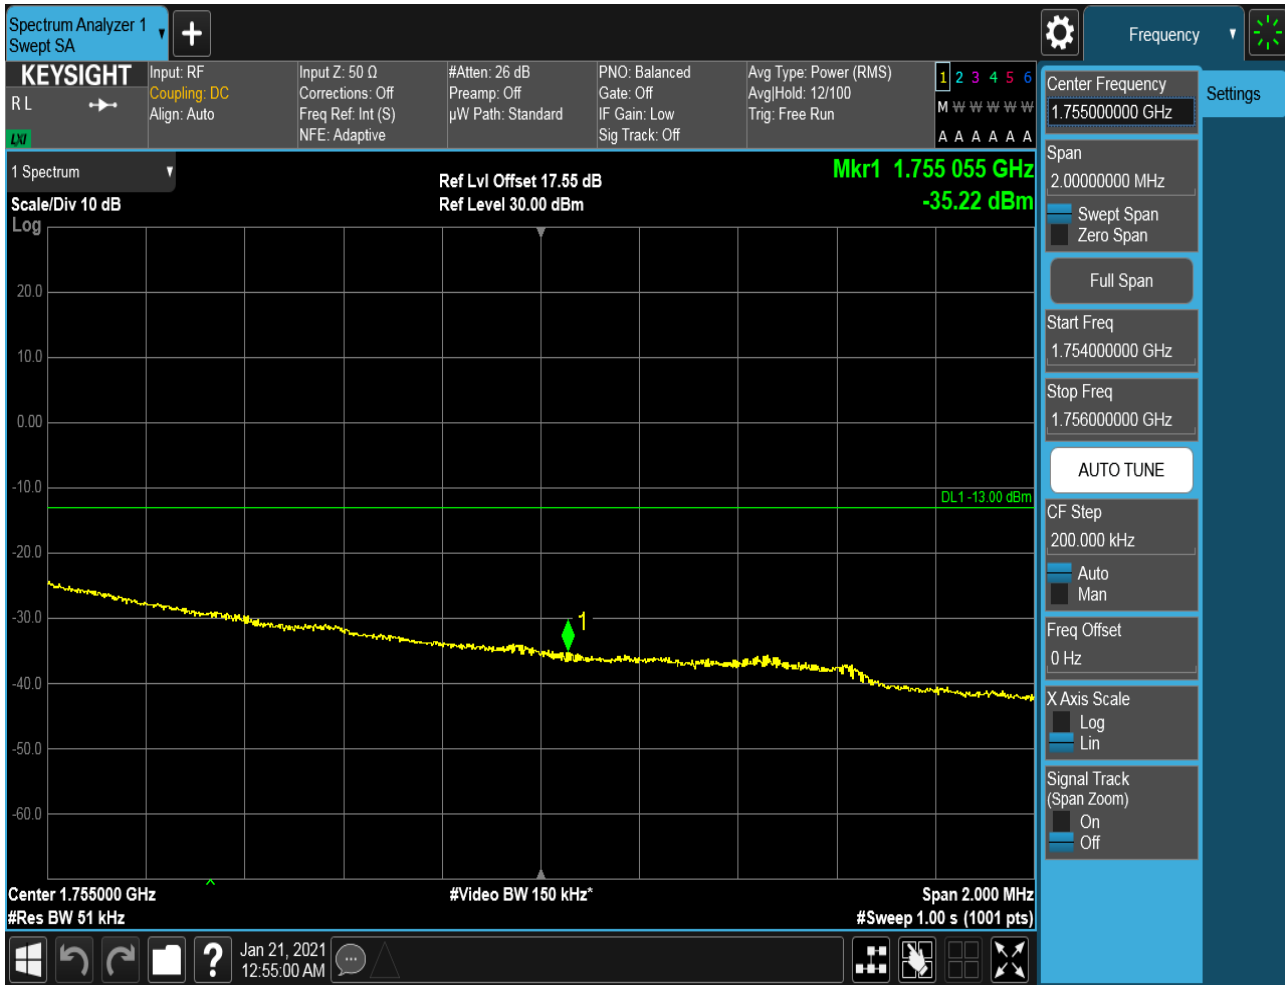 Spectrum Analyzer 1
Swept SA
Frequency
KEYSIGHT
R L
LXI
Input: RF
Coupling: DC
Align: Auto
Input Z: 50 Ω
Corrections: Off
Freq Ref: Int (S)
NFE: Adaptive
#Atten: 26 dB
Preamp: Off
µW Path: Standard
PNO: Balanced
Gate: Off
IF Gain: Low
Sig Track: Off
Avg Type: Power (RMS)
Avg|Hold: 12/100
Trig: Free Run
1 2 3 4 5 6
M W W W W W
A A A A A A
1 Spectrum
Scale/Div 10 dB
Log
Ref Lvl Offset 17.55 dB
Ref Level 30.00 dBm
Mkr1 1.755 055 GHz
-35.22 dBm
20.0
10.0
0.00
-10.0
DL1 -13.00 dBm
-20.0
-30.0
1
-40.0
-50.0
-60.0
Center 1.755000 GHz
#Video BW 150 kHz*
Span 2.000 MHz
#Res BW 51 kHz
#Sweep 1.00 s (1001 pts)
Jan 21, 2021
12:55:00 AM
Center Frequency
1.755000000 GHz
Settings
Span
2.00000000 MHz
Swept Span
Zero Span
Full Span
Start Freq
1.754000000 GHz
Stop Freq
1.756000000 GHz
AUTO TUNE
CF Step
200.000 kHz
Auto
Man
Freq Offset
0 Hz
X Axis Scale
Log
Lin
Signal Track
(Span Zoom)
On
Off